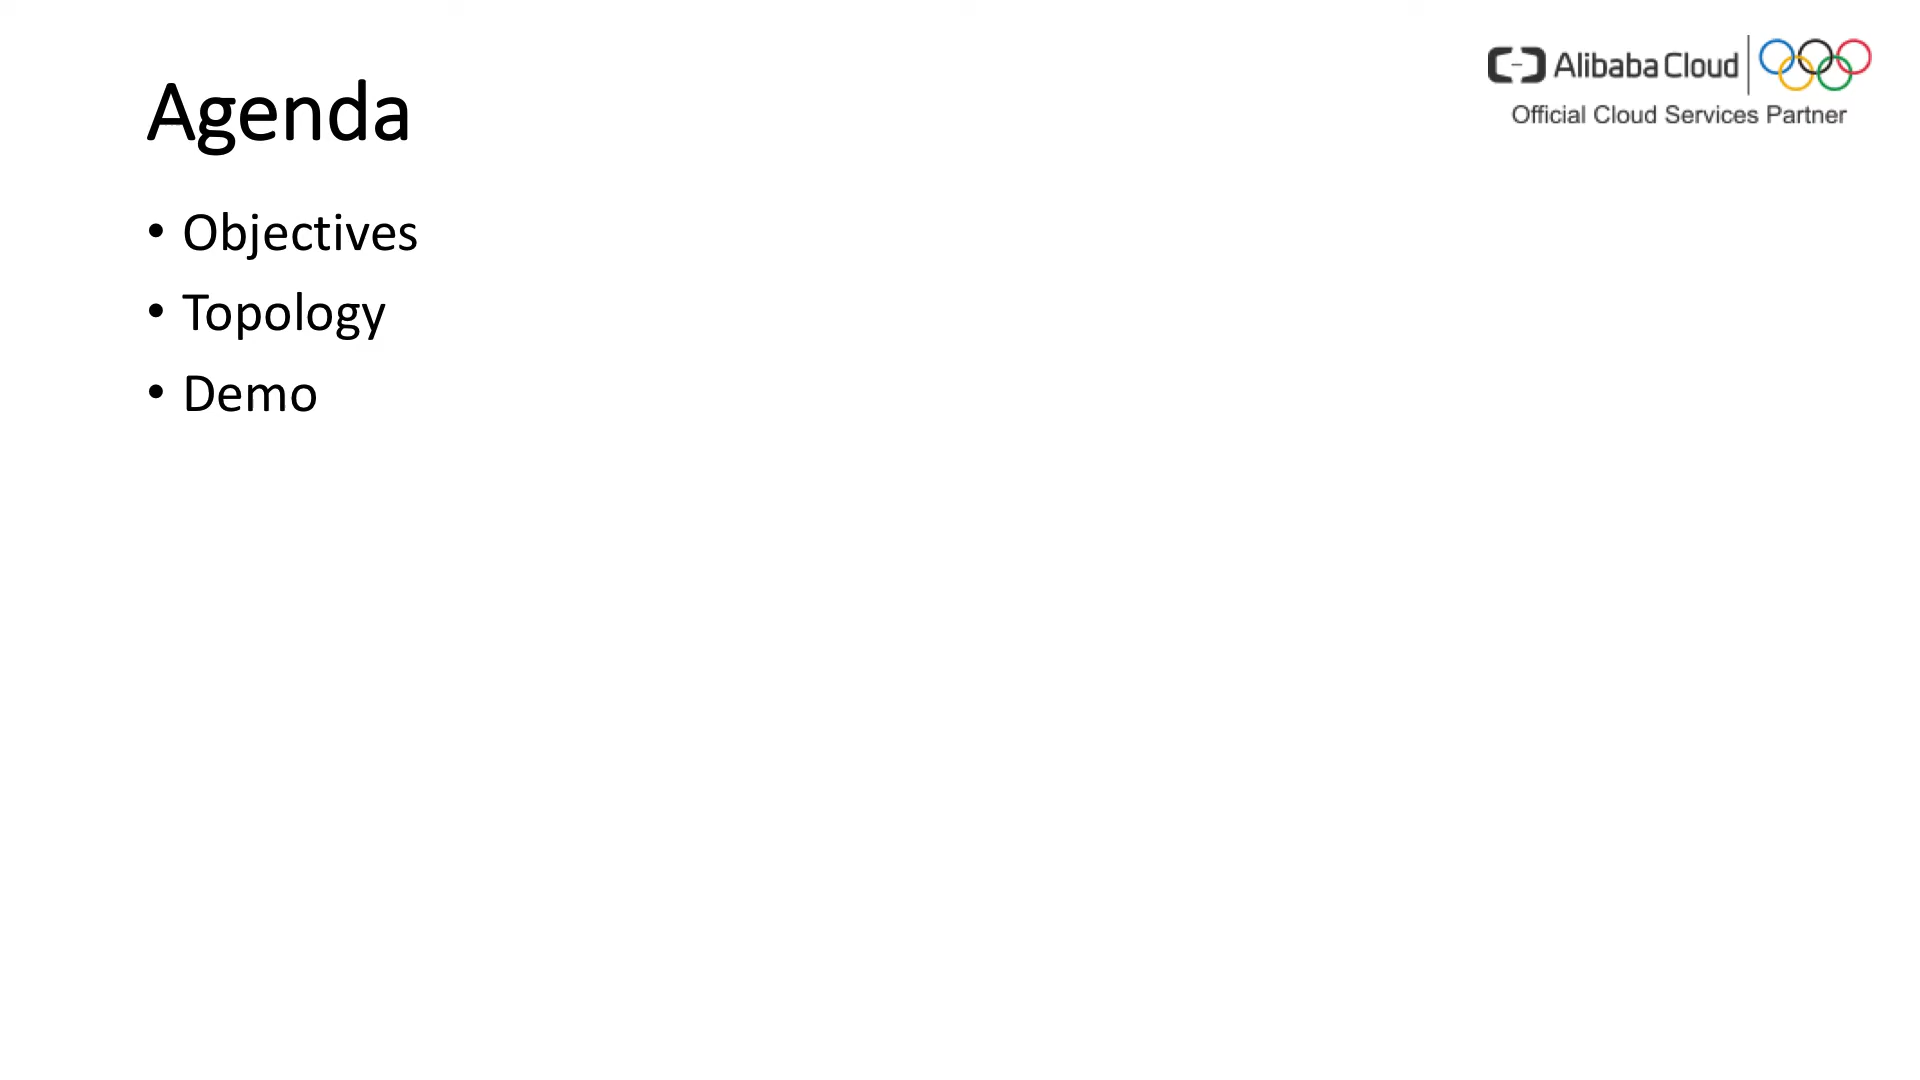 Agenda
• Objectives
• Topology
• Demo
Alibaba Cloud
Official Cloud Services Partner